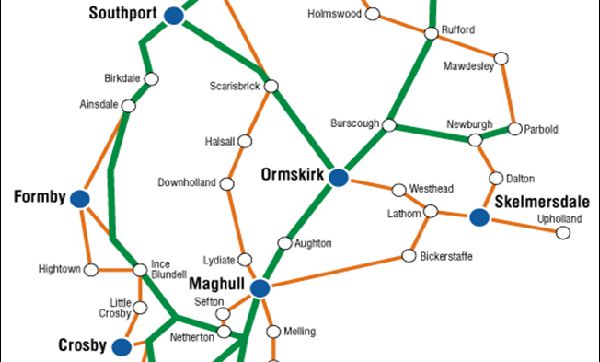 Southport
Holmswood
Rufford
Mawdesley
Birkdale
Scarisbrick
Ainsdale
Burscough
Newburgh
Parbold
Halsall
Ormskirk
Downholland
Westhead
Dalton
Formby
Skelmersdale
Lathom
Upholland
Aughton
Bickerstaffe
Hightown
Ince
Blundell
Lydiate
Maghull
Sefton
Little
Crosby
Netherton
Melling
Crosby